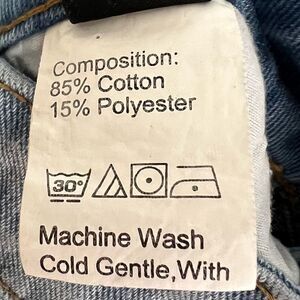 Composition:
85% Cotton
15% Polyester
30°
Machine Wash
Cold Gentle,With